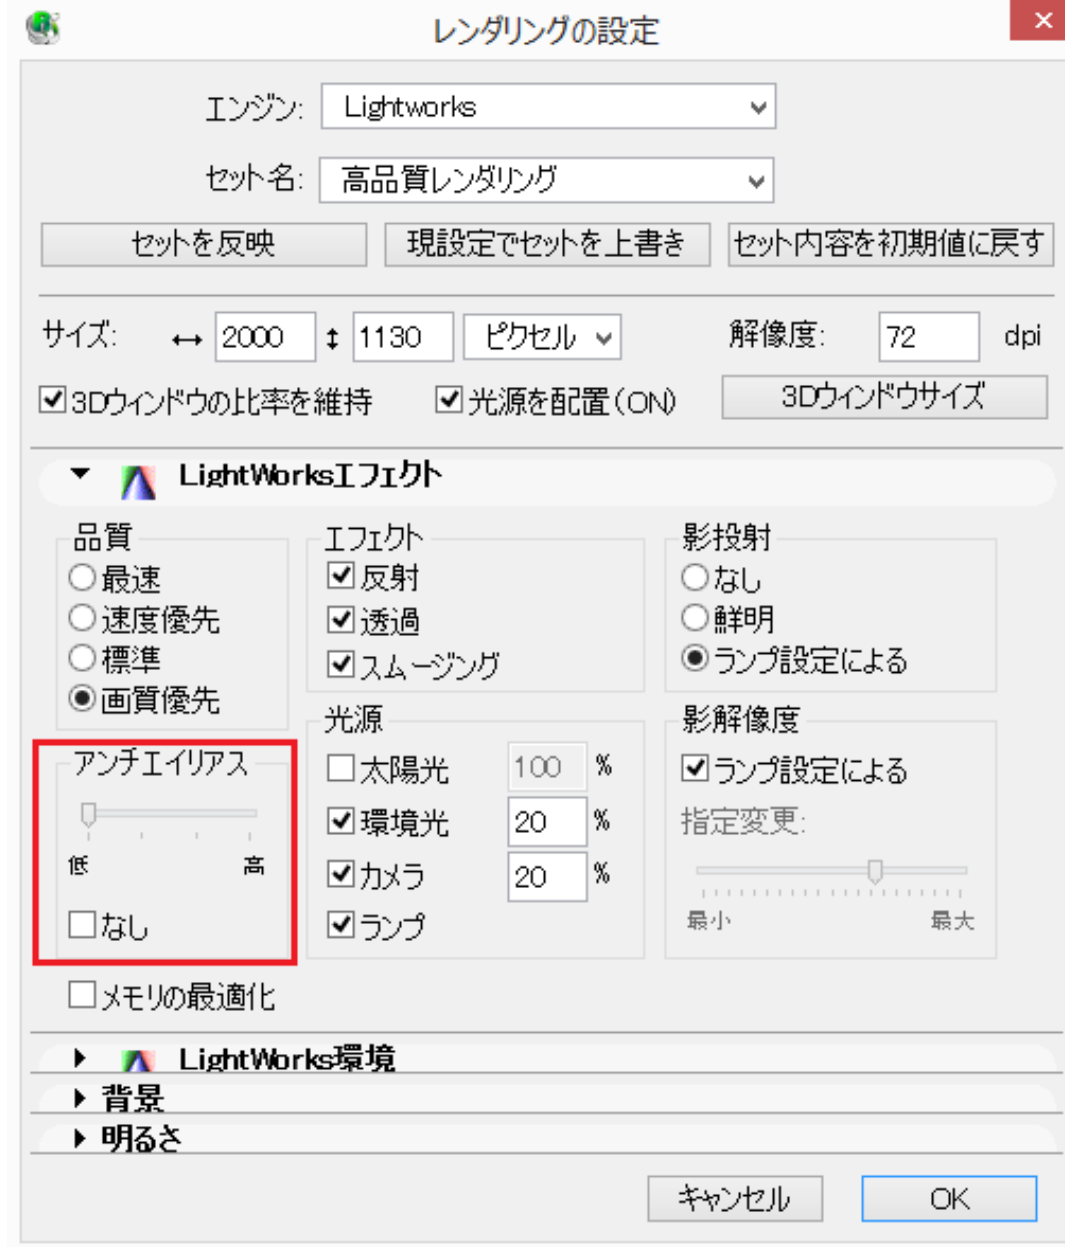 レンダリングの設定
エンジン: Lightworks
セット名: 高品質レンダリング
セットを反映 現設定でセットを上書き セット内容を初期値に戻す
サイズ: 2000 1130 ピクセル 解像度: 72 dpi
3Dウィンドウの比率を維持 光源を配置(ON) 3Dウィンドウサイズ
LightWorksエフェクト
品質
最速
速度優先
標準
画質優先
エフェクト
反射
透過
スムージング
影投射
なし
鮮明
ランプ設定による
アンチエイリアス
低 高
なし
光源
太陽光 100 %
環境光 20 %
カメラ 20 %
ランプ
影解像度
ランプ設定による
指定変更:
最小 最大
メモリの最適化
LightWorks環境
背景
明るさ
キャンセル OK